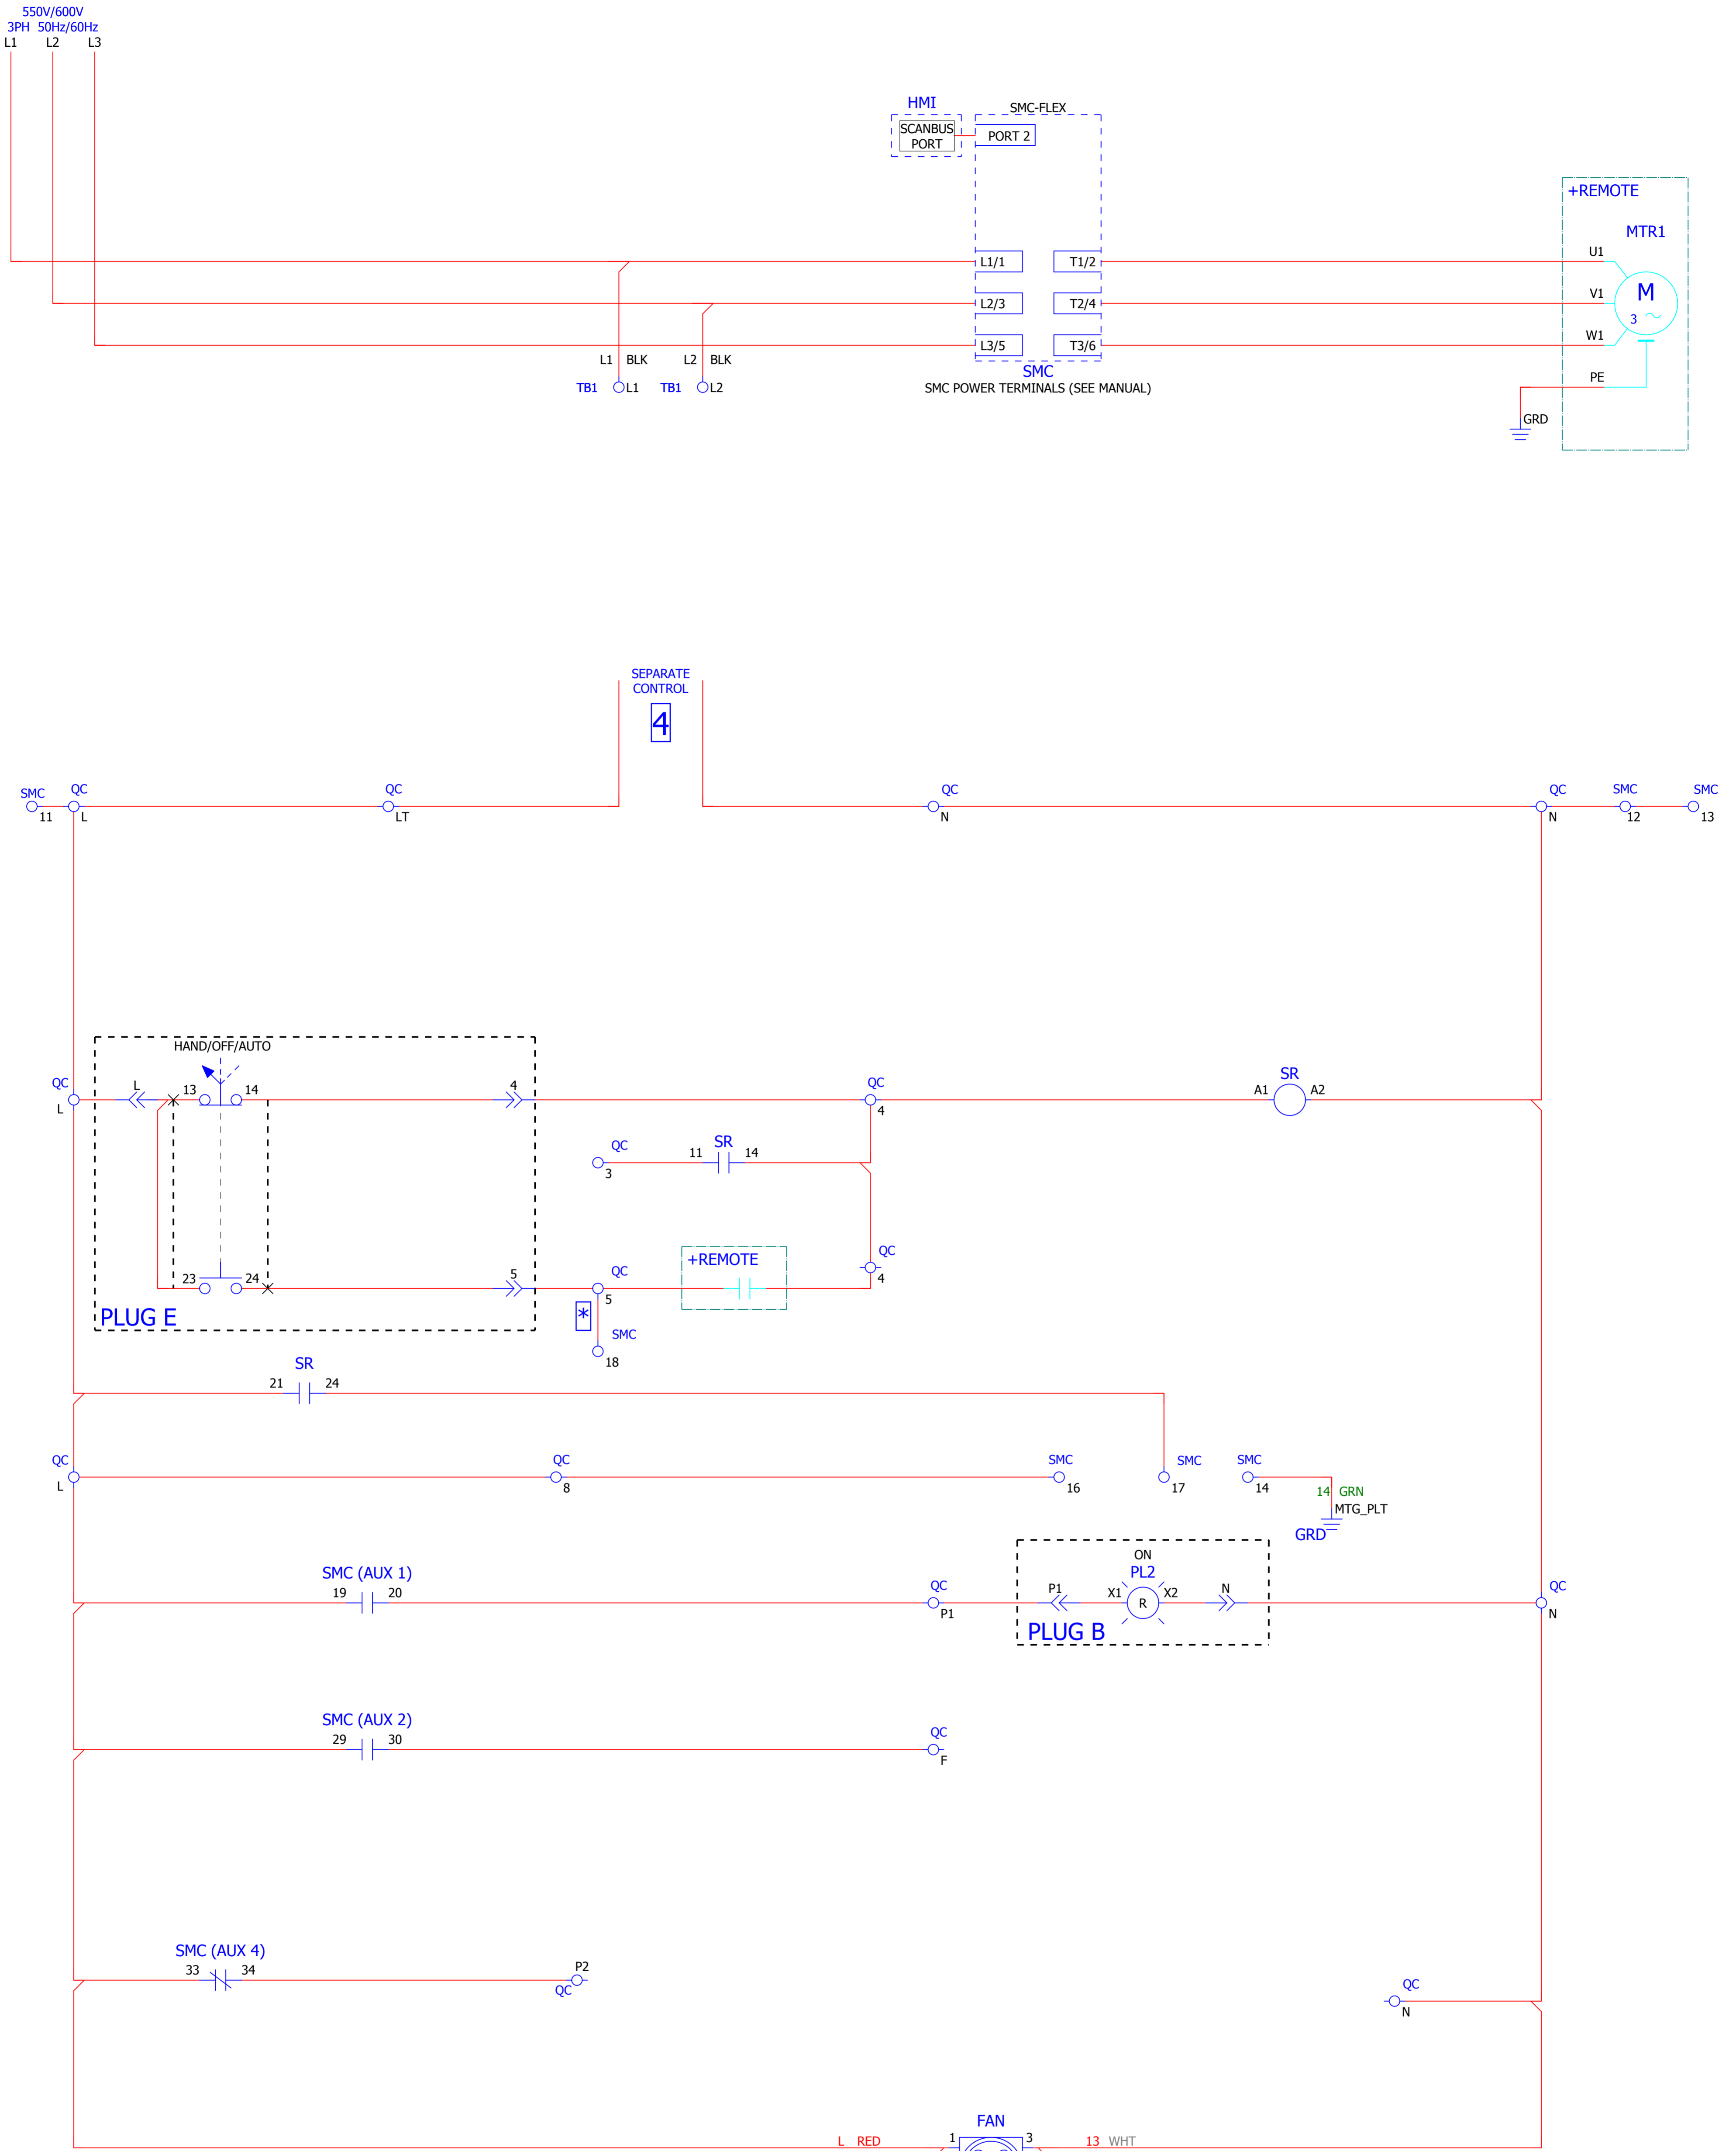 550V/600V
3PH 50Hz/60Hz
L1 L2 L3
HMI
SMC-FLEX
SCANBUS
PORT
PORT 2
+REMOTE
MTR1
L1/1 T1/2 U1
L2/3 T2/4 V1 M
3
L3/5 T3/6 W1
L1 BLK L2 BLK
SMC PE
TB1 L1 TB1 L2 SMC POWER TERMINALS (SEE MANUAL)
GRD
SEPARATE
CONTROL
4
SMC QC QC QC QC SMC SMC
11 L LT N N 12 13
HAND/OFF/AUTO
QC L 13 14 4 QC SR
L 4 A1 A2
QC 11 SR 14
3
+REMOTE QC
23 24 5 QC 4
5
PLUG E *
SMC
18
SR
21 24
QC QC SMC SMC SMC
L 8 16 17 14
14 GRN
MTG_PLT
GRD
ON
SMC (AUX 1) PL2
19 20 QC P1 X1 R X2 N QC
P1 N
PLUG B
SMC (AUX 2)
29 30 QC
F
SMC (AUX 4)
33 34 P2
QC QC
N
FAN
L RED 1 3 13 WHT